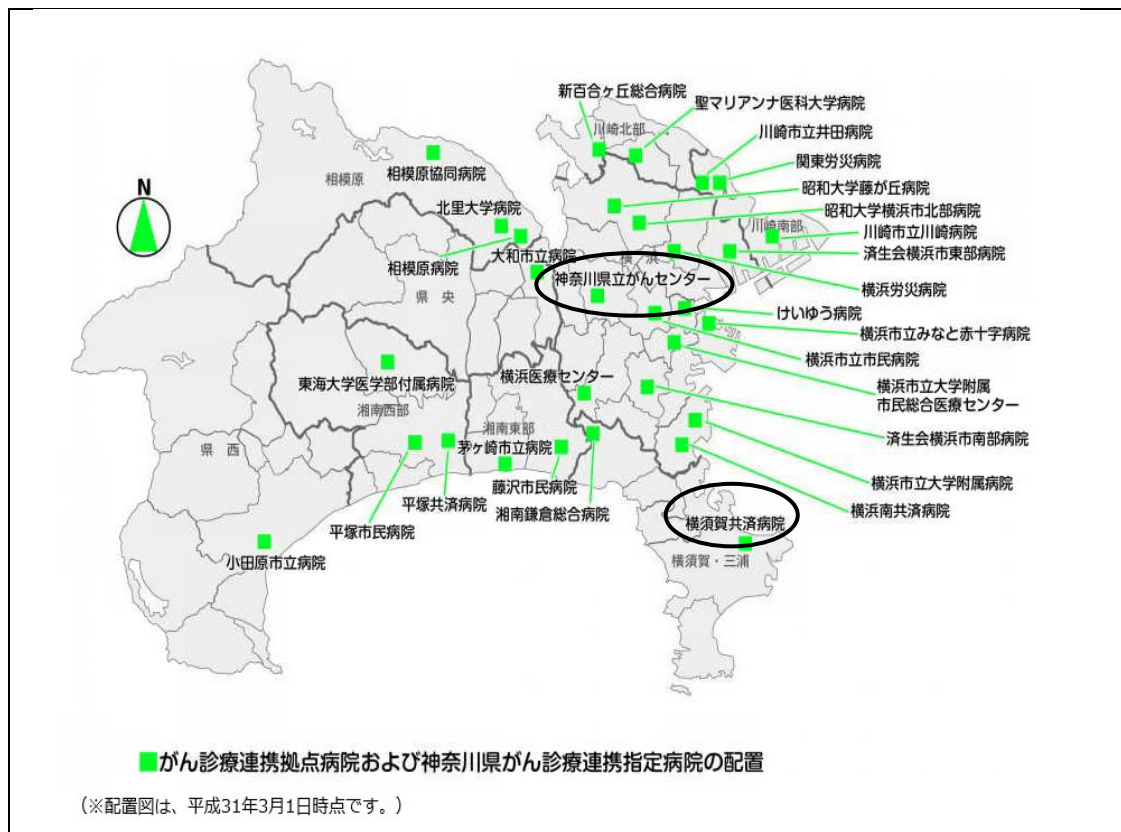 新百合ヶ丘総合病院
聖マリアンナ医科大学病院
川崎北部
川崎市立井田病院
相模原協同病院
関東労災病院
相模原
昭和大学藤が丘病院
N
北里大学病院
昭和大学横浜市北部病院
川崎南部
川崎市立川崎病院
大和市立病院
済生会横浜市東部病院
相模原病院
横浜
神奈川県立がんセンター
横浜労災病院
県央
けいゆう病院
横浜市立みなと赤十字病院
横浜市立市民病院
横浜医療センター
東海大学医学部付属病院
横浜市立大学附属
市民総合医療センター
湘南西部
湘南東部
済生会横浜市南部病院
県西
茅ヶ崎市立病院
横浜市立大学附属病院
藤沢市民病院
平塚共済病院
湘南鎌倉総合病院
横浜南共済病院
横須賀共済病院
平塚市民病院
小田原市立病院
横須賀・三浦
がん診療連携拠点病院および神奈川県がん診療連携指定病院の配置
（※配置図は、平成31年3月1日時点です。）